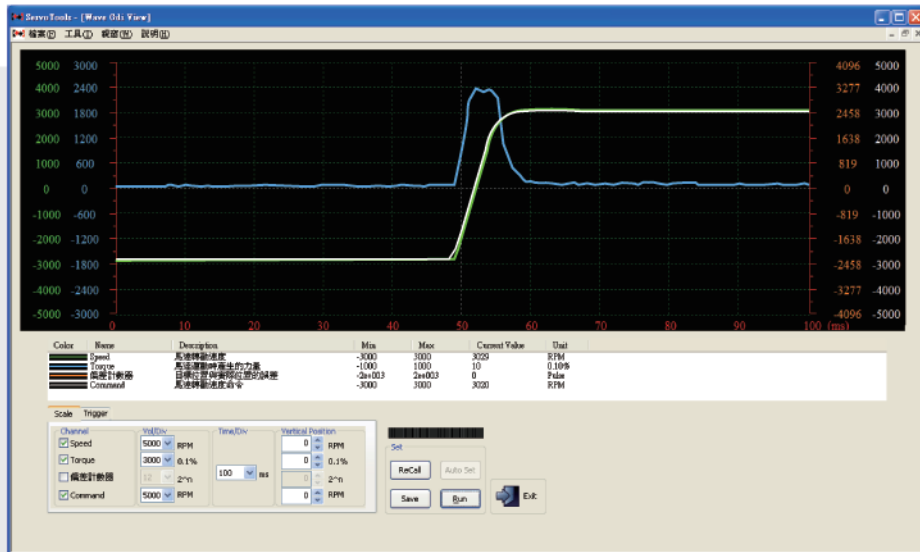 ServoTools - [Wave Gdi View]
檔案(F) 工具(T) 視窗(W) 說明(H)
5000 3000 4096 5000
4000 2400 3277 4000
3000 1800 2458 3000
2000 1200 1638 2000
1000 600 819 1000
0 0 0 0
-1000 -600 -819 -1000
-2000 -1200 -1638 -2000
-3000 -1800 -2458 -3000
-4000 -2400 -3277 -4000
-5000 -3000 -4096 -5000
0 10 20 30 40 50 60 70 80 90 100 (ms)
Color Name Description Min Max Current Value Unit
Speed 馬達轉動速度 -3000 3000 3029 RPM
Torque 馬達運動時產生的力量 -1000 1000 10 0.10%
偏差計數器 目標位置與實際位置的誤差 -2e+003 2e+003 0 Pulse
Command 馬達轉動速度命令 -3000 3000 3020 RPM
Scale Trigger
Channel Vol/Div Time/Div Vertical Position
Speed 5000 RPM 0 RPM
Torque 3000 0.1% 0 0.1%
偏差計數器 12 2^n 100 ms 0 2^n
Command 5000 RPM 0 RPM
Set
ReCall Auto Set
Save Run Exit